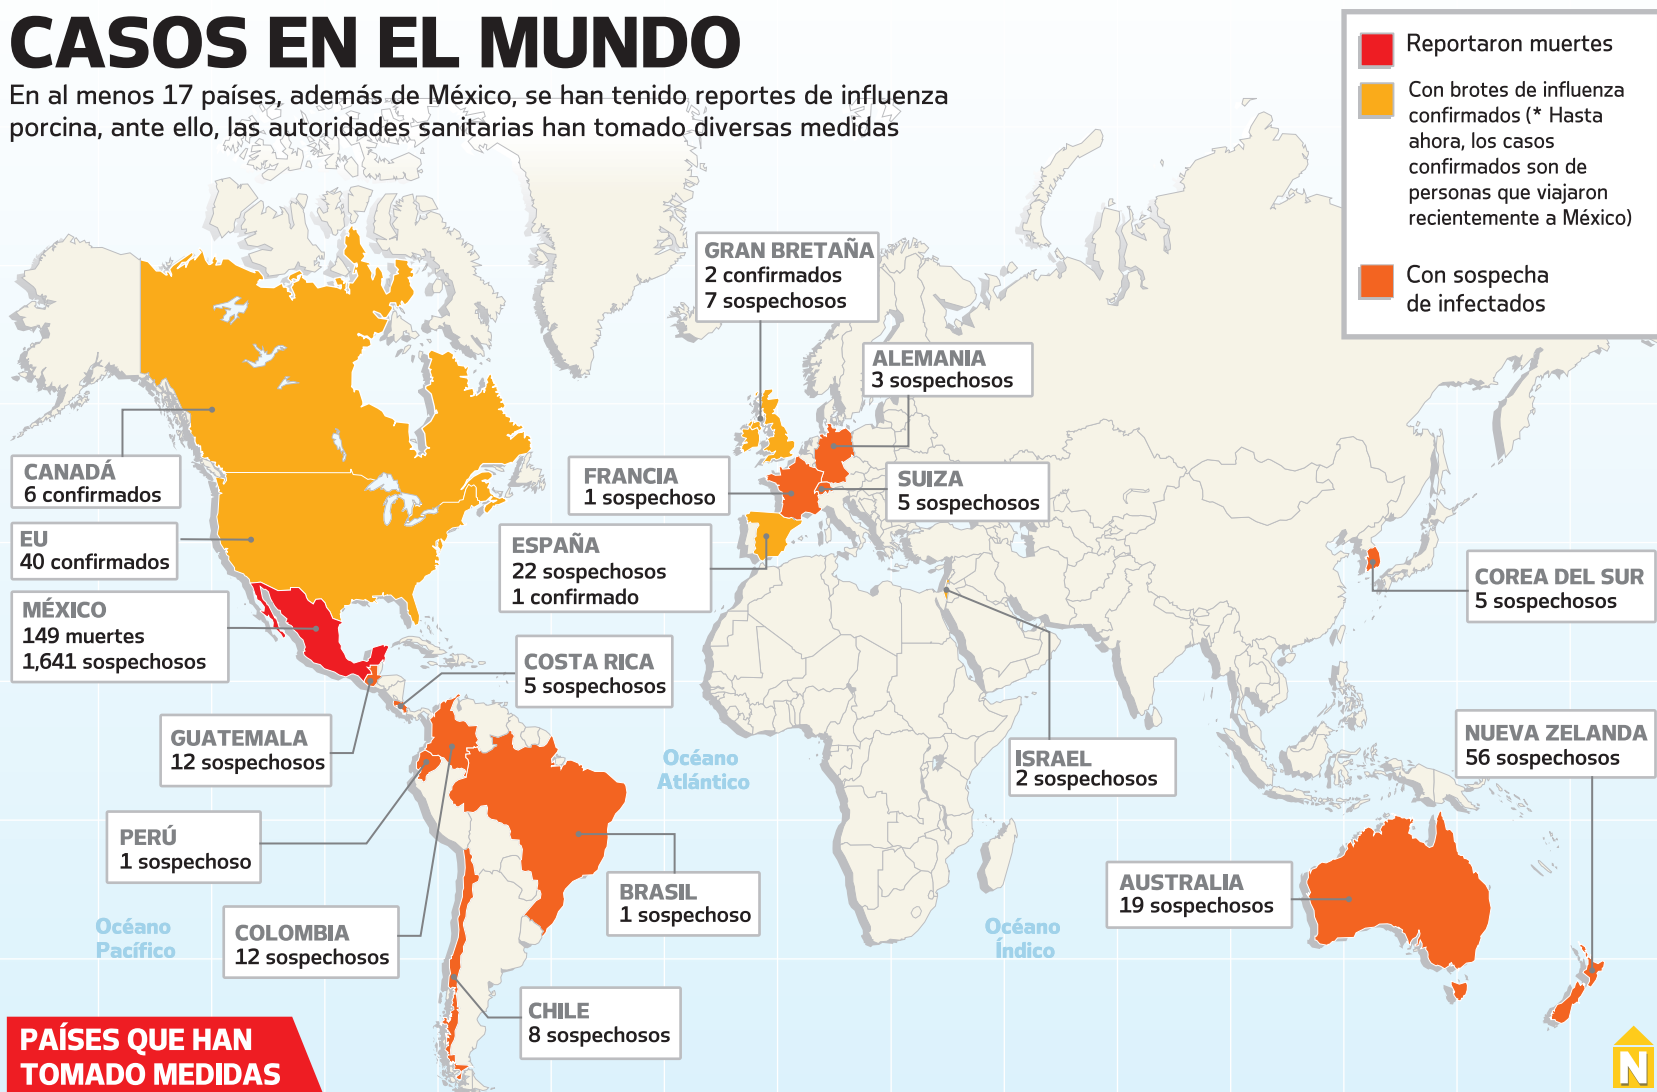 CASOS EN EL MUNDO
En al menos 17 países, además de México, se han tenido reportes de influenza
porcina, ante ello, las autoridades sanitarias han tomado diversas medidas
Reportaron muertes
Con brotes de influenza
confirmados (* Hasta
ahora, los casos
confirmados son de
personas que viajaron
recientemente a México)
Con sospecha
de infectados
GRAN BRETAÑA
2 confirmados
7 sospechosos
ALEMANIA
3 sospechosos
CANADÁ
6 confirmados
FRANCIA
1 sospechoso
SUIZA
5 sospechosos
EU
40 confirmados
ESPAÑA
22 sospechosos
1 confirmado
COREA DEL SUR
5 sospechosos
MÉXICO
149 muertes
1,641 sospechosos
COSTA RICA
5 sospechosos
GUATEMALA
12 sospechosos
Océano
Atlántico
ISRAEL
2 sospechosos
NUEVA ZELANDA
56 sospechosos
PERÚ
1 sospechoso
BRASIL
1 sospechoso
AUSTRALIA
19 sospechosos
Océano
Pacífico
COLOMBIA
12 sospechosos
Océano
Índico
CHILE
8 sospechosos
PAÍSES QUE HAN
TOMADO MEDIDAS
N